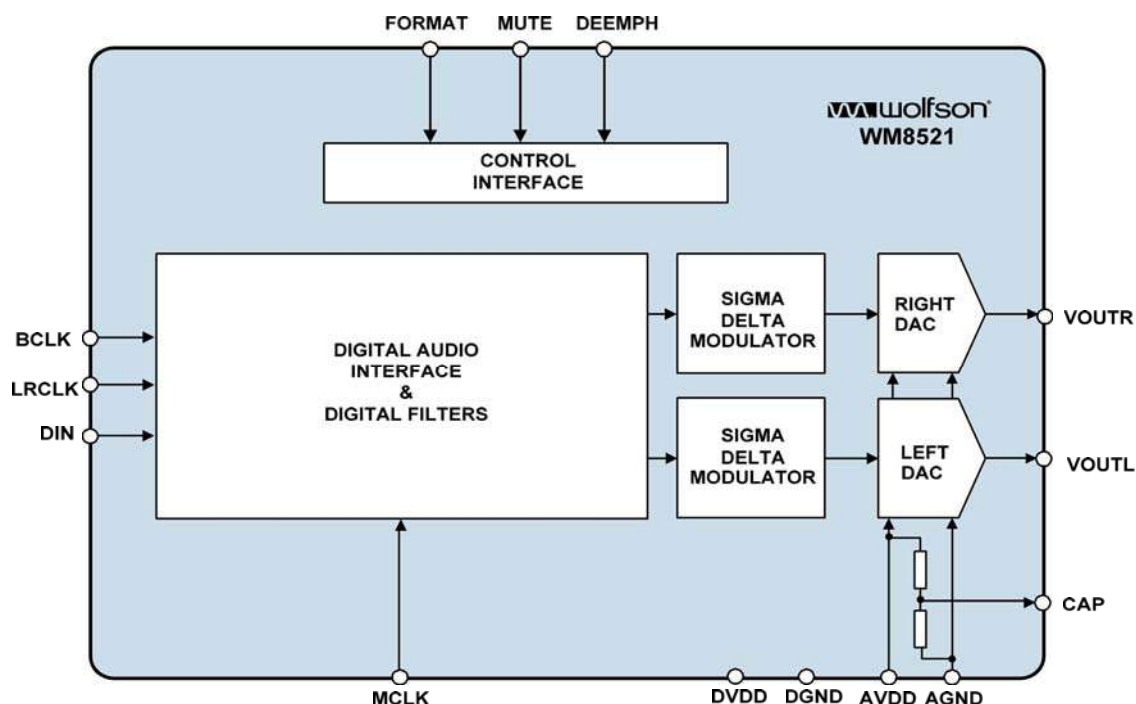 FORMAT MUTE DEEMPH
wolfson®
WM8521
CONTROL
INTERFACE
BCLK
LRCLK
DIN
DIGITAL AUDIO
INTERFACE
&
DIGITAL FILTERS
SIGMA
DELTA
MODULATOR
RIGHT
DAC
VOUTR
SIGMA
DELTA
MODULATOR
LEFT
DAC
VOUTL
CAP
MCLK DVDD DGND AVDD AGND